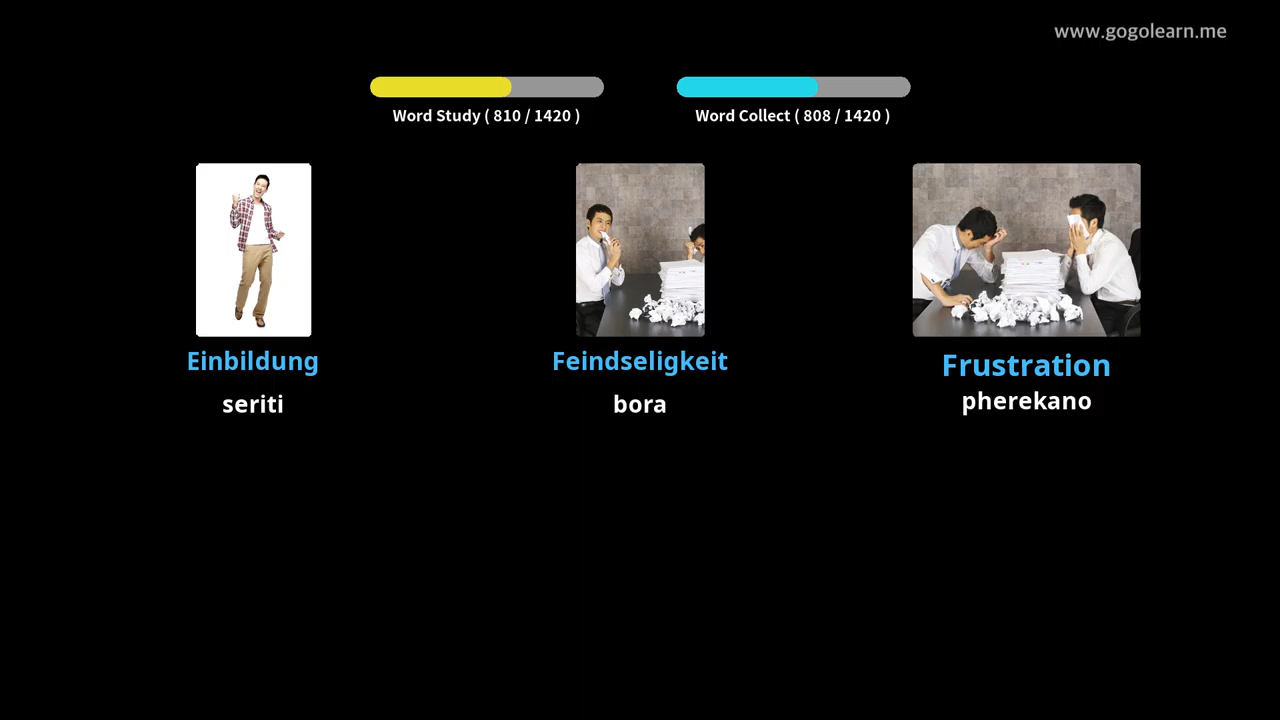 www.gogolearn.me
Word Study ( 810 / 1420 )
Word Collect ( 808 / 1420 )
Einbildung
seriti
Feindseligkeit
bora
Frustration
pherekano